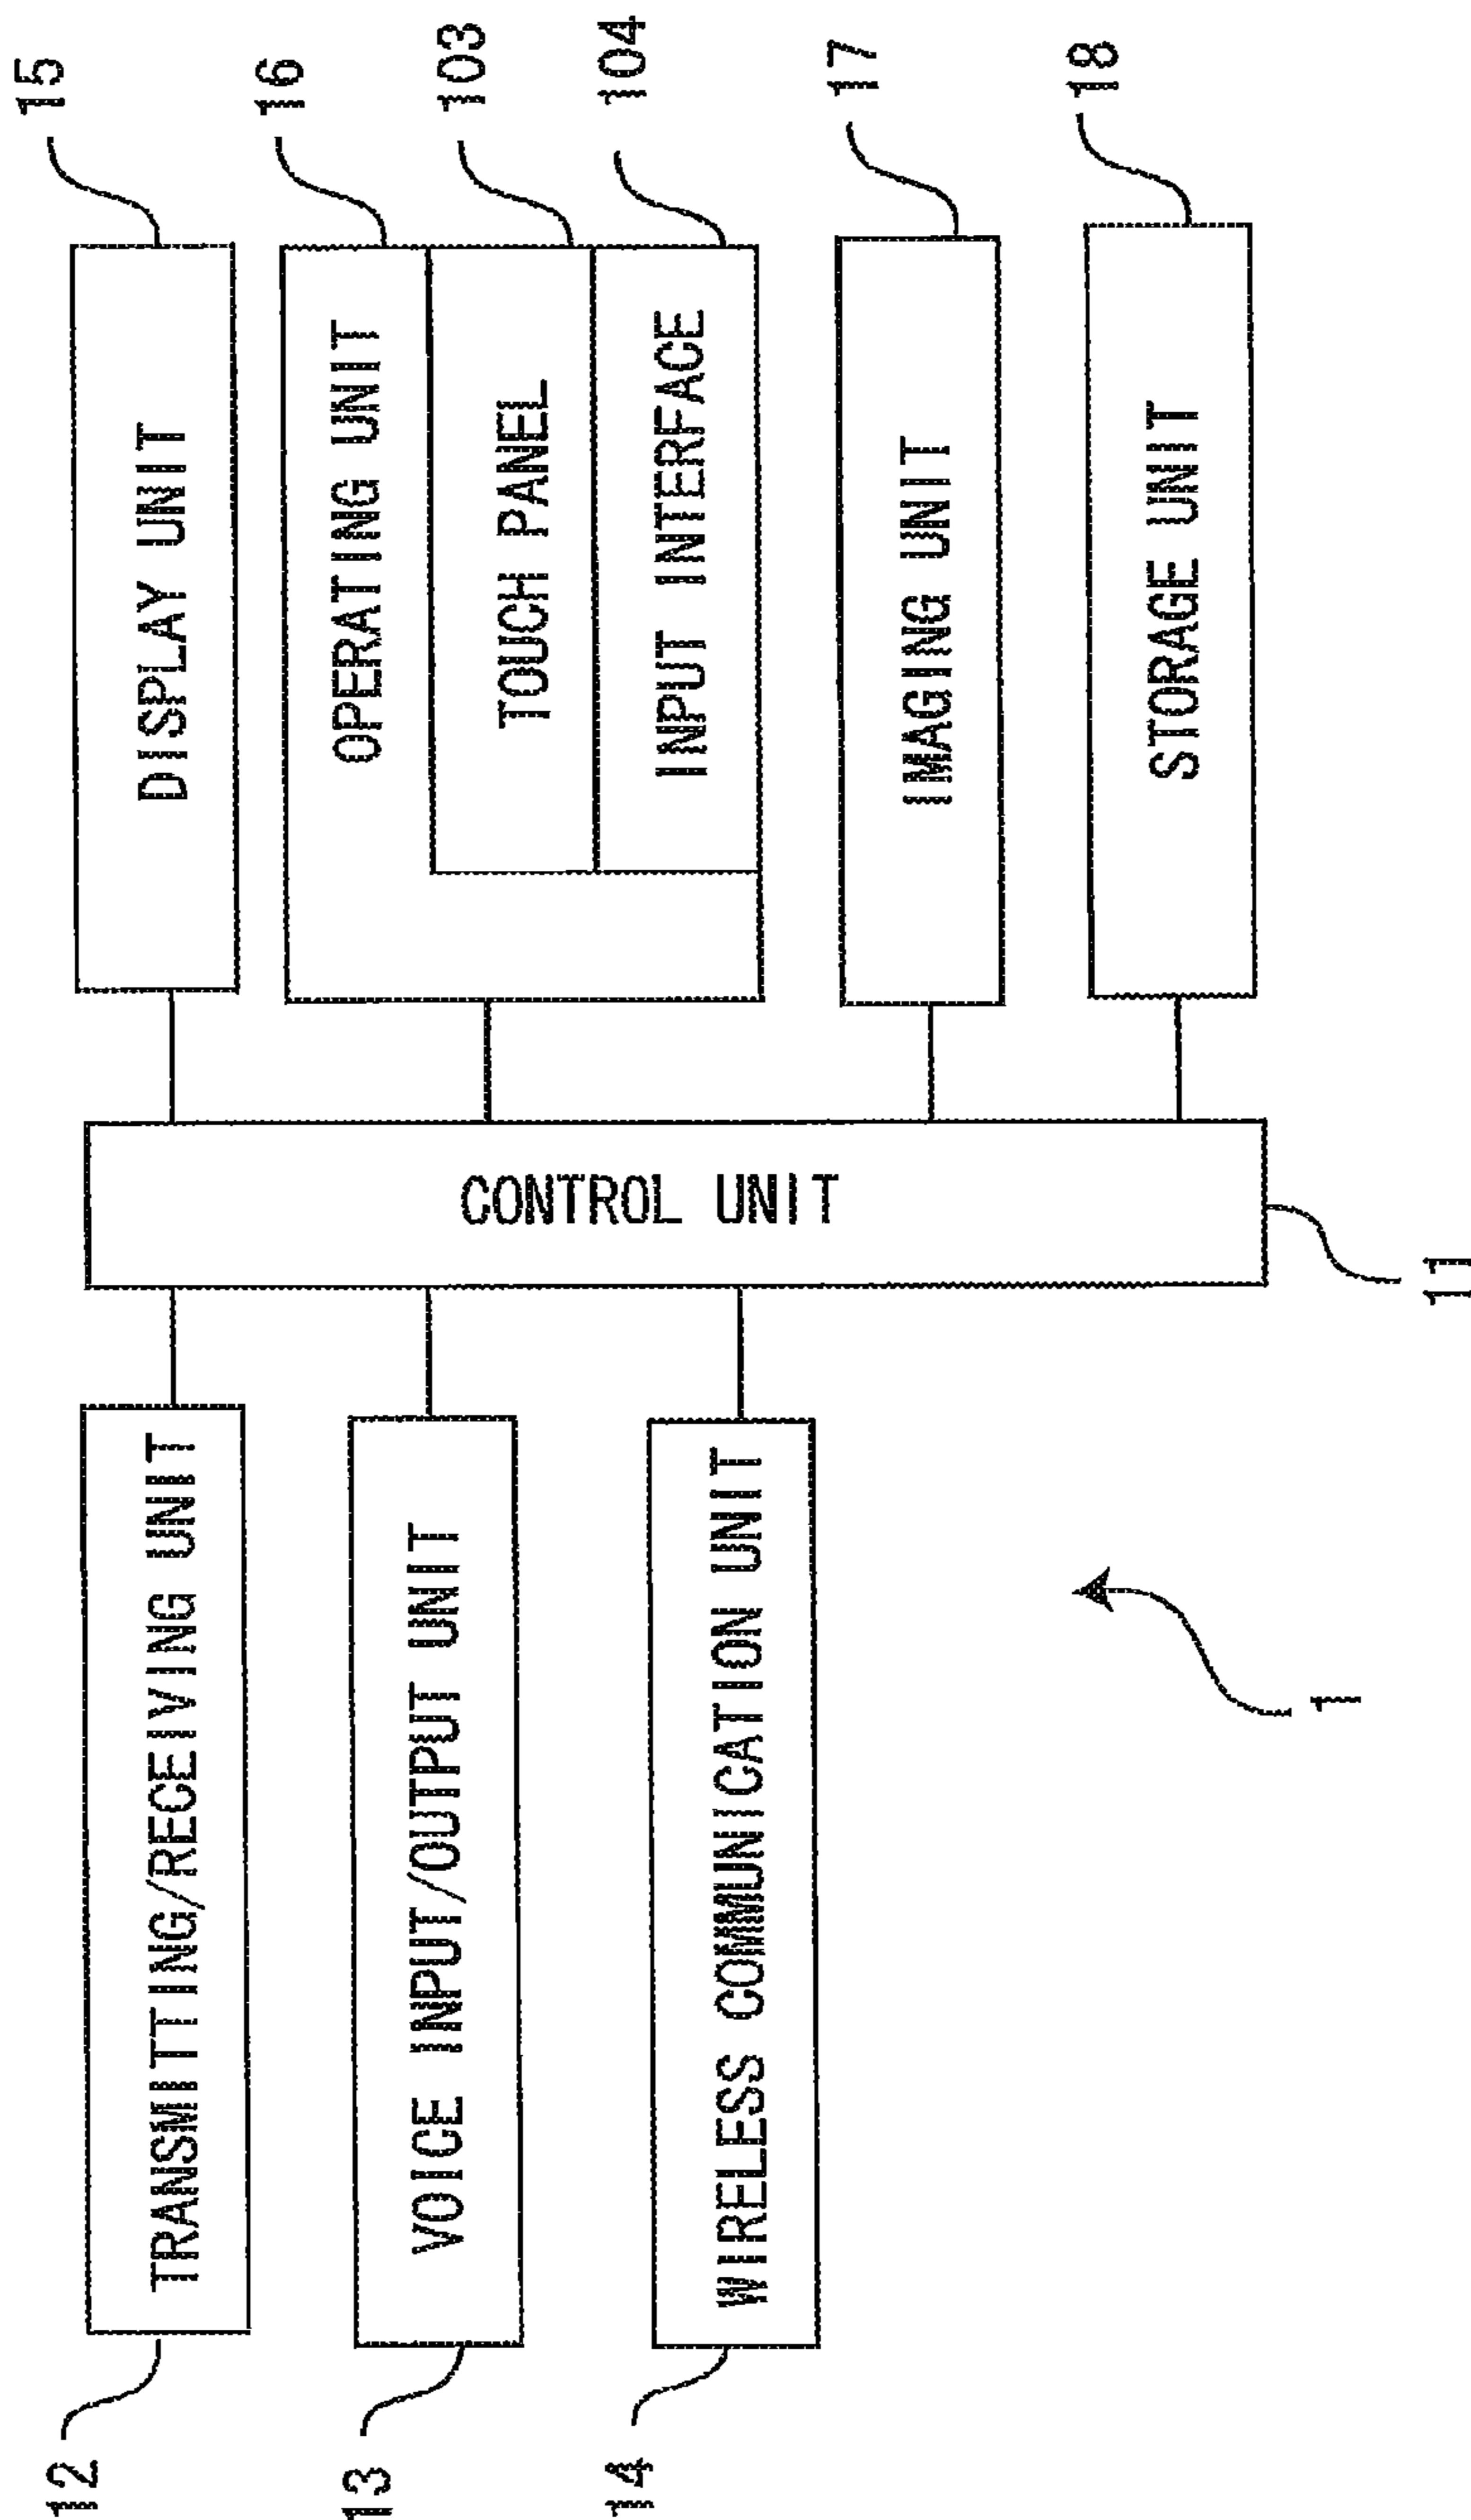 12
TRANSMITTING/RECEIVING UNIT
13
VOICE INPUT/OUTPUT UNIT
14
WIRELESS COMMUNICATION UNIT
1
CONTROL UNIT
11
DISPLAY UNIT
15
OPERATING UNIT
16
TOUCH PANEL
103
INPUT INTERFACE
104
IMAGING UNIT
17
STORAGE UNIT
18